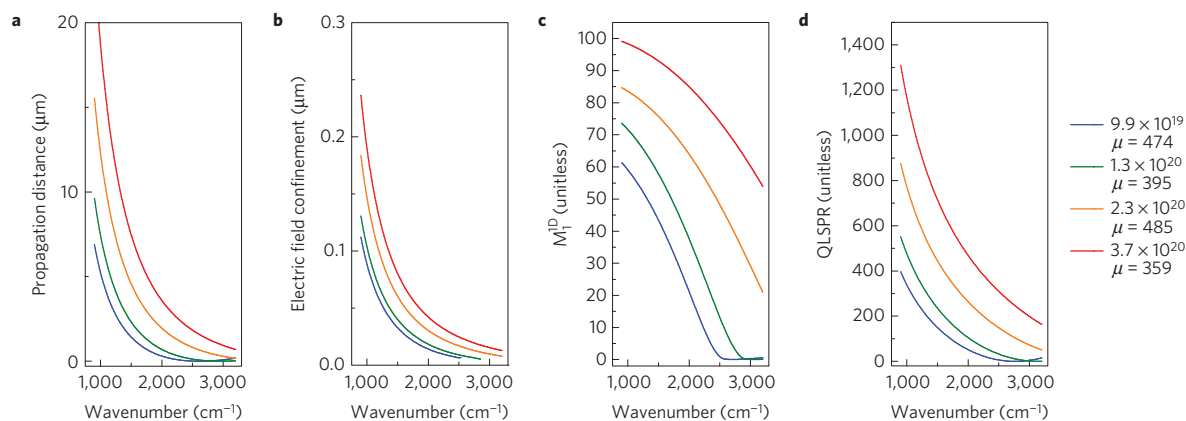 a
20
10
0
Propagation distance (μm)
1,000 2,000 3,000
Wavenumber (cm⁻¹)
b
0.3
0.2
0.1
0.0
Electric field confinement (μm)
1,000 2,000 3,000
Wavenumber (cm⁻¹)
c
100
90
80
70
60
50
40
30
20
10
0
M₁¹ᴰ (unitless)
1,000 2,000 3,000
Wavenumber (cm⁻¹)
d
1,400
1,200
1,000
800
600
400
200
0
QLSPR (unitless)
1,000 2,000 3,000
Wavenumber (cm⁻¹)
9.9 × 10¹⁹
μ = 474
1.3 × 10²⁰
μ = 395
2.3 × 10²⁰
μ = 485
3.7 × 10²⁰
μ = 359